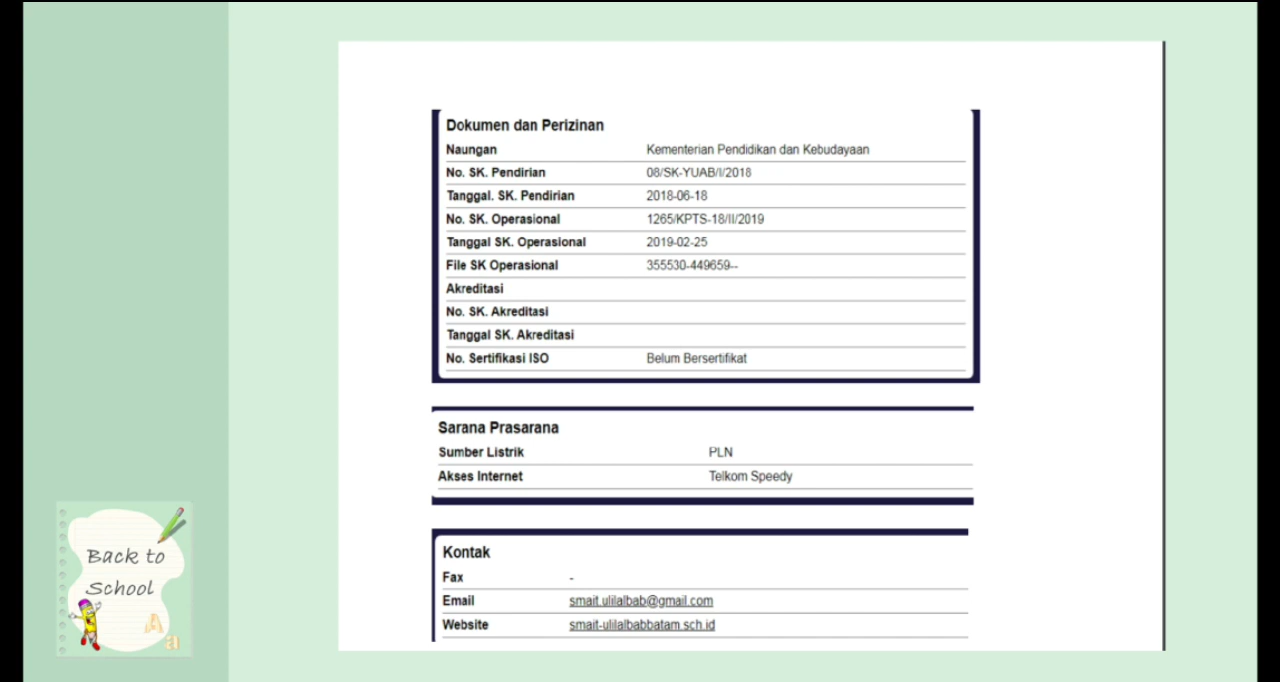 Dokumen dan Perizinan
Naungan Kementerian Pendidikan dan Kebudayaan
No. SK. Pendirian 08/SK-YUAB/I/2018
Tanggal. SK. Pendirian 2018-06-18
No. SK. Operasional 1265/KPTS-18/II/2019
Tanggal SK. Operasional 2019-02-25
File SK Operasional 355530-449659--
Akreditasi
No. SK. Akreditasi
Tanggal SK. Akreditasi
No. Sertifikasi ISO Belum Bersertifikat
Sarana Prasarana
Sumber Listrik PLN
Akses Internet Telkom Speedy
Kontak
Fax -
Email smait.ulilalbab@gmail.com
Website smait-ulilalbabbatam.sch.id
Back to
School
A
a